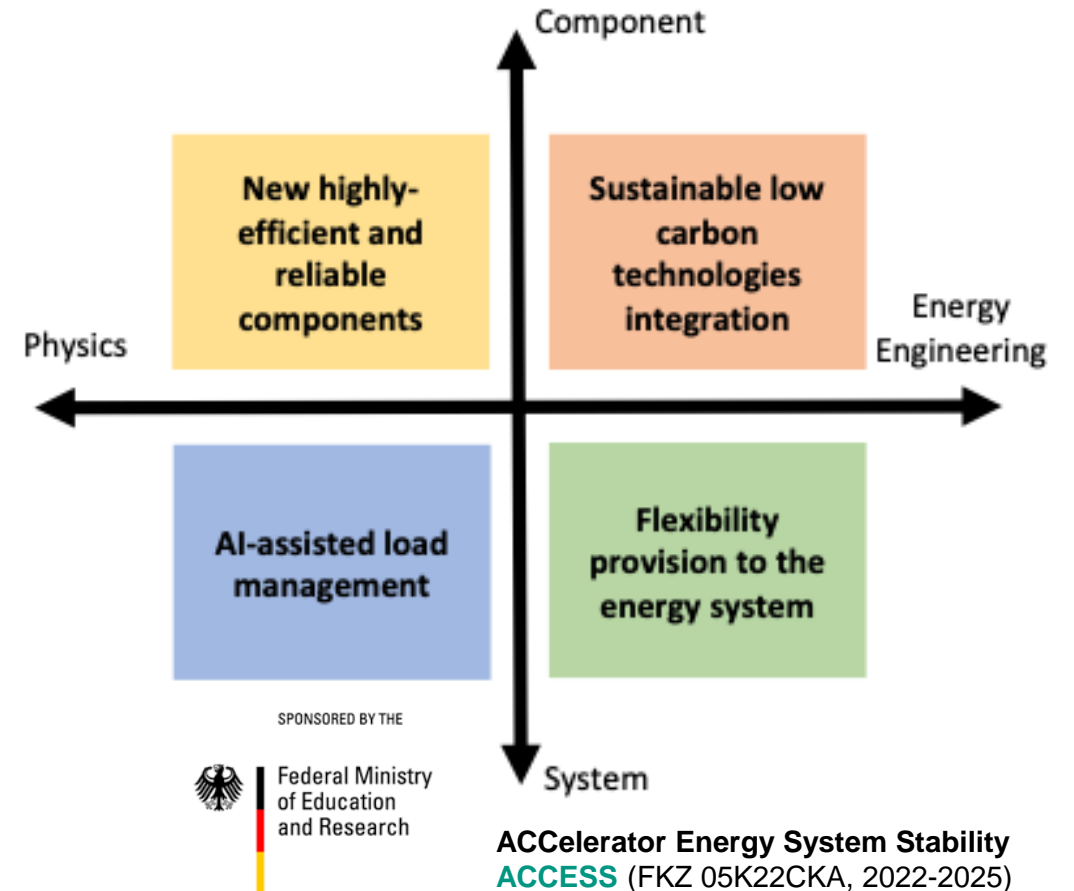 Component
New highly-
efficient and
reliable
components
Sustainable low
carbon
technologies
integration
Physics
Energy
Engineering
AI-assisted load
management
Flexibility
provision to the
energy system
SPONSORED BY THE
Federal Ministry
of Education
and Research
System
ACCelerator Energy System Stability
ACCESS (FKZ 05K22CKA, 2022-2025)